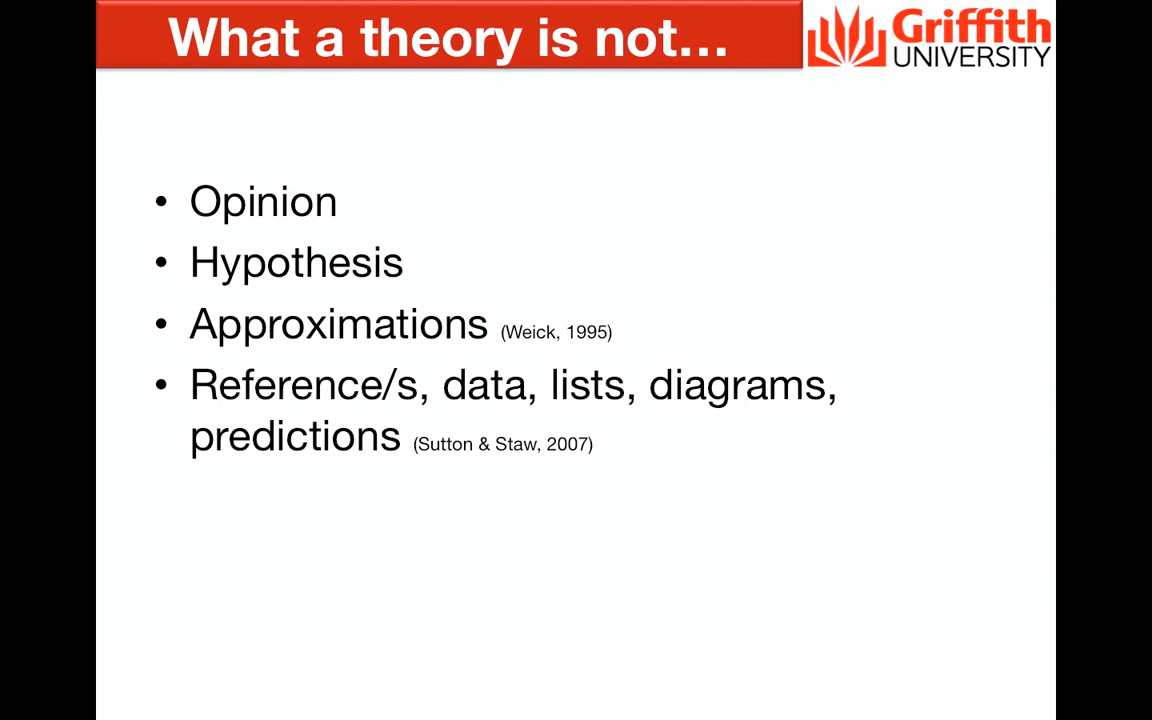 What a theory is not...
Griffith
UNIVERSITY
• Opinion
• Hypothesis
• Approximations (Weick, 1995)
• Reference/s, data, lists, diagrams,
predictions (Sutton & Staw, 2007)